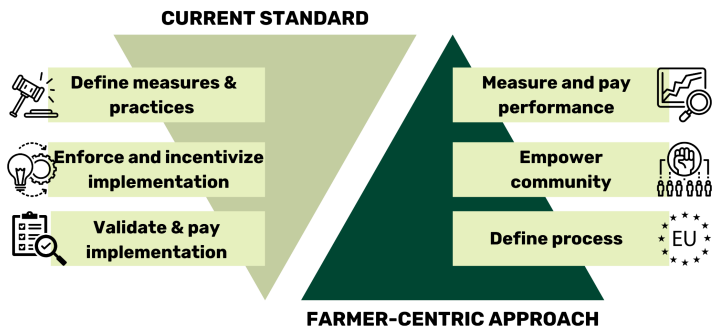 CURRENT STANDARD
Define measures &
practices
Enforce and incentivize
implementation
Validate & pay
implementation
Measure and pay
performance
Empower
community
Define process
EU
FARMER-CENTRIC APPROACH